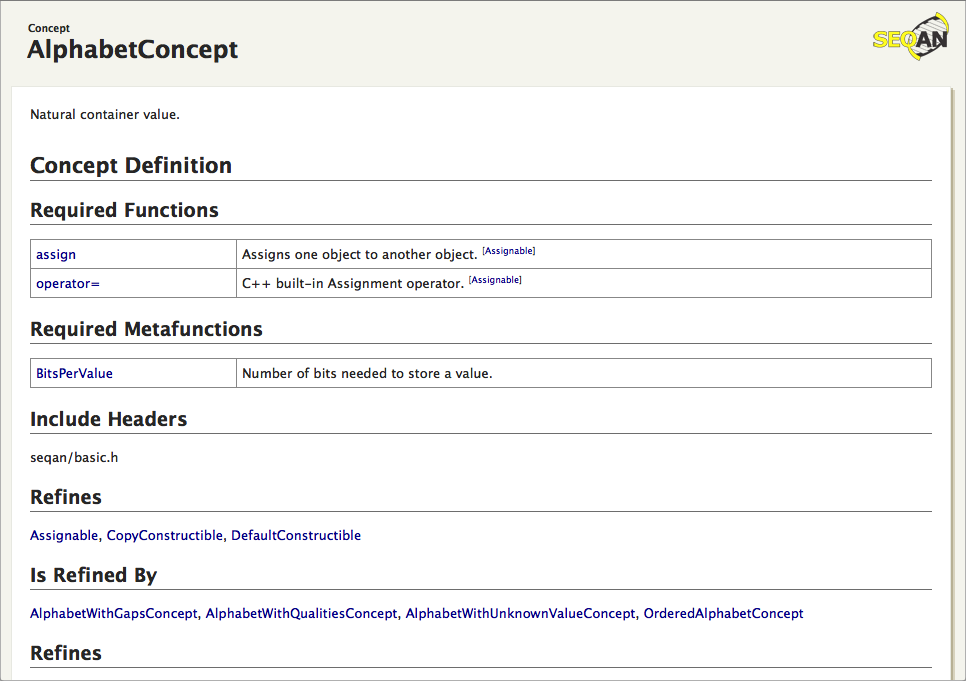 Concept
AlphabetConcept
SEQAN
Natural container value.
Concept Definition
Required Functions
assign Assigns one object to another object. [Assignable]
operator= C++ built-in Assignment operator. [Assignable]
Required Metafunctions
BitsPerValue Number of bits needed to store a value.
Include Headers
seqan/basic.h
Refines
Assignable, CopyConstructible, DefaultConstructible
Is Refined By
AlphabetWithGapsConcept, AlphabetWithQualitiesConcept, AlphabetWithUnknownValueConcept, OrderedAlphabetConcept
Refines